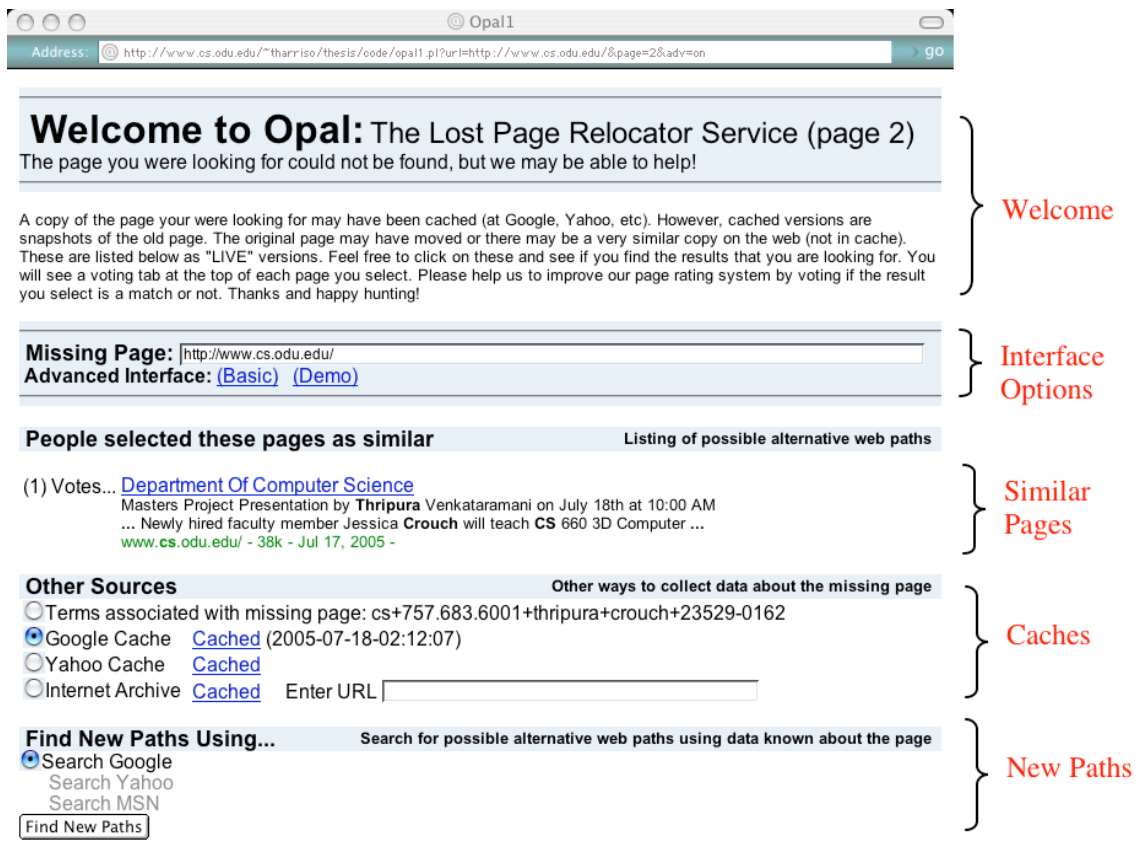 Opal1
Address: http://www.cs.odu.edu/~tharriso/thesis/code/opal1.pl?url=http://www.cs.odu.edu/&page=2&adv=on go
Welcome to Opal: The Lost Page Relocator Service (page 2)
The page you were looking for could not be found, but we may be able to help!
Welcome
A copy of the page your were looking for may have been cached (at Google, Yahoo, etc). However, cached versions are
snapshots of the old page. The original page may have moved or there may be a very similar copy on the web (not in cache).
These are listed below as "LIVE" versions. Feel free to click on these and see if you find the results that you are looking for. You
will see a voting tab at the top of each page you select. Please help us to improve our page rating system by voting if the result
you select is a match or not. Thanks and happy hunting!
Missing Page: http://www.cs.odu.edu/
Advanced Interface: (Basic) (Demo)
Interface
Options
People selected these pages as similar Listing of possible alternative web paths
(1) Votes... Department Of Computer Science
Masters Project Presentation by Thripura Venkataramani on July 18th at 10:00 AM
... Newly hired faculty member Jessica Crouch will teach CS 660 3D Computer ...
www.cs.odu.edu/ - 38k - Jul 17, 2005 -
Similar
Pages
Other Sources Other ways to collect data about the missing page
Terms associated with missing page: cs+757.683.6001+thripura+crouch+23529-0162
Google Cache Cached (2005-07-18-02:12:07)
Yahoo Cache Cached
Internet Archive Cached Enter URL
Caches
Find New Paths Using... Search for possible alternative web paths using data known about the page
Search Google
Search Yahoo
Search MSN
Find New Paths
New Paths